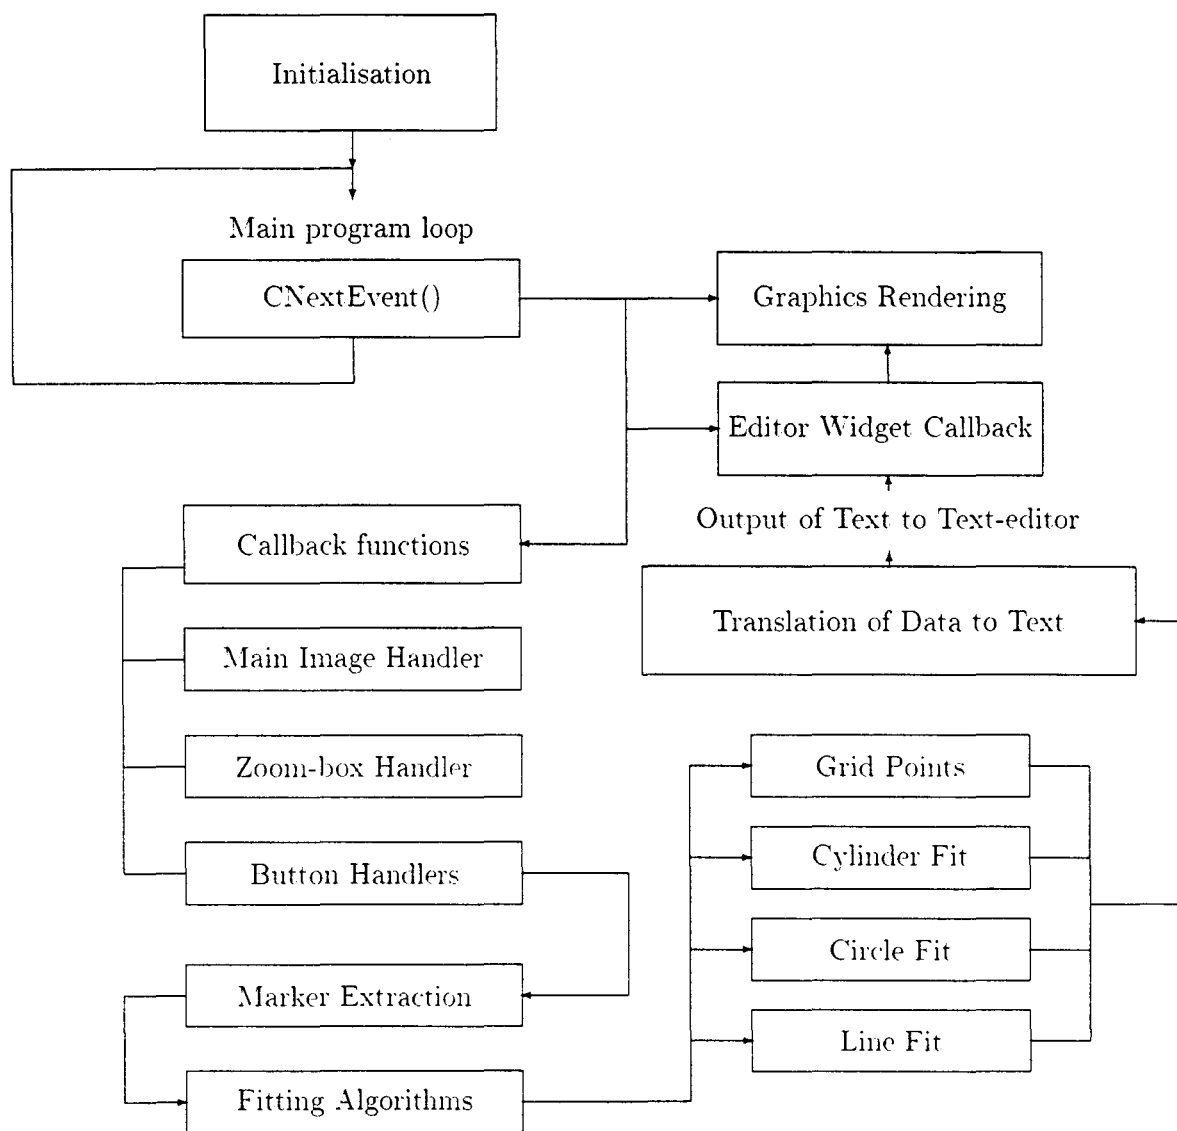 Initialisation
Main program loop
CNextEvent()
Graphics Rendering
Editor Widget Callback
Output of Text to Text-editor
Callback functions
Translation of Data to Text
Main Image Handler
Zoom-box Handler
Grid Points
Button Handlers
Cylinder Fit
Circle Fit
Marker Extraction
Line Fit
Fitting Algorithms